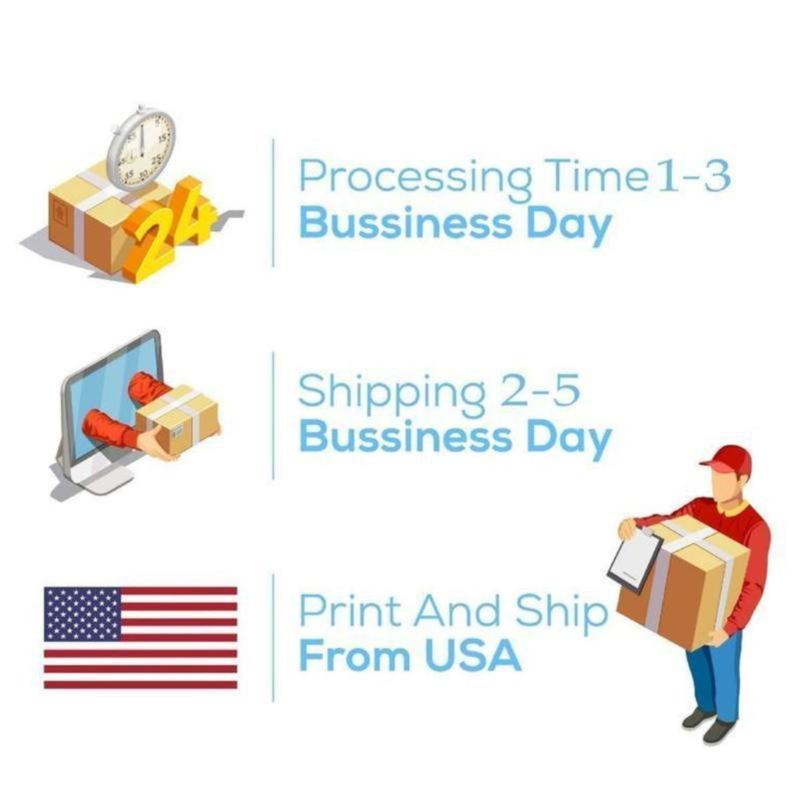 24
Processing Time 1-3
Bussiness Day
Shipping 2-5
Bussiness Day
Print And Ship
From USA